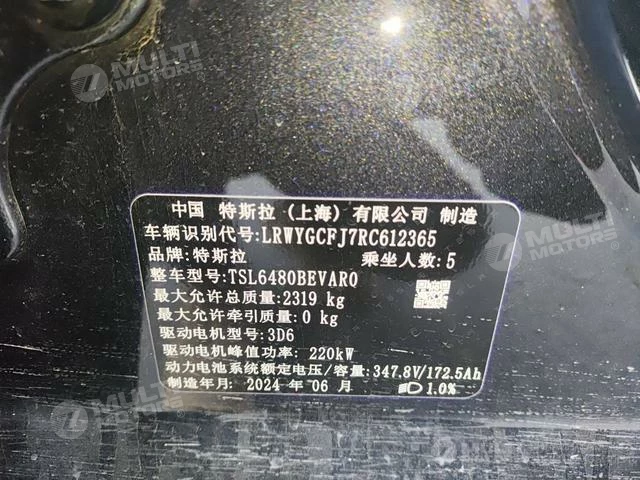 MULTI
MOTORS
MULTI
MOTORS
中国 特斯拉(上海)有限公司 制造
车辆识别代号:LRWYGCFJ7RC612365
品牌:特斯拉 乘坐人数:5
整车型号:TSL6480BEVAR0
最大允许总质量:2319 kg
最大允许牵引质量:0 kg
驱动电机型号:3D6
驱动电机峰值功率: 220kW
动力电池系统额定电压/容量:347.8V/172.5Ah
制造年月: 2024 年 06 月 1.0%
MULTI
MOTORS
MULTI
MOTORS